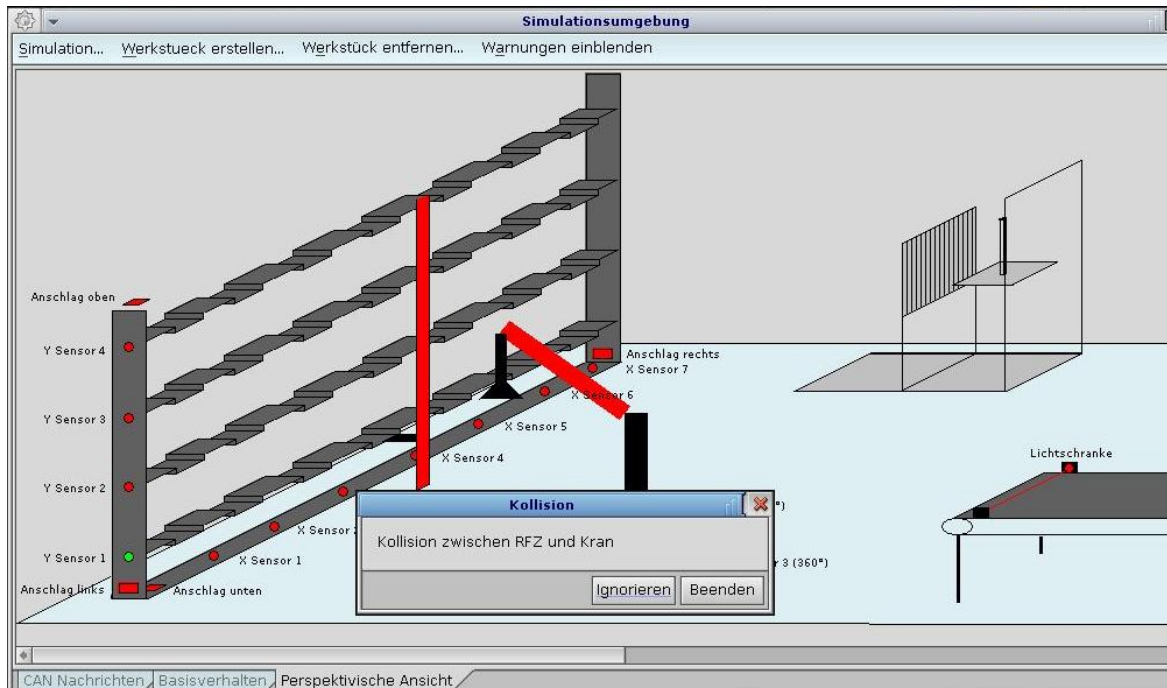 Simulationsumgebung
Simulation... Werkstueck erstellen... Werkstück entfernen... Warnungen einblenden
Anschlag oben
Y Sensor 4
Anschlag rechts
X Sensor 7
X Sensor 6
Y Sensor 3
X Sensor 5
Lichtschranke
X Sensor 4
Y Sensor 2
Kollision
°)
X Sensor
Kollision zwischen RFZ und Kran
Y Sensor 1
X Sensor 1
r 3 (360°)
Anschlag links
Anschlag unten
Ignorieren Beenden
CAN Nachrichten Basisverhalten Perspektivische Ansicht